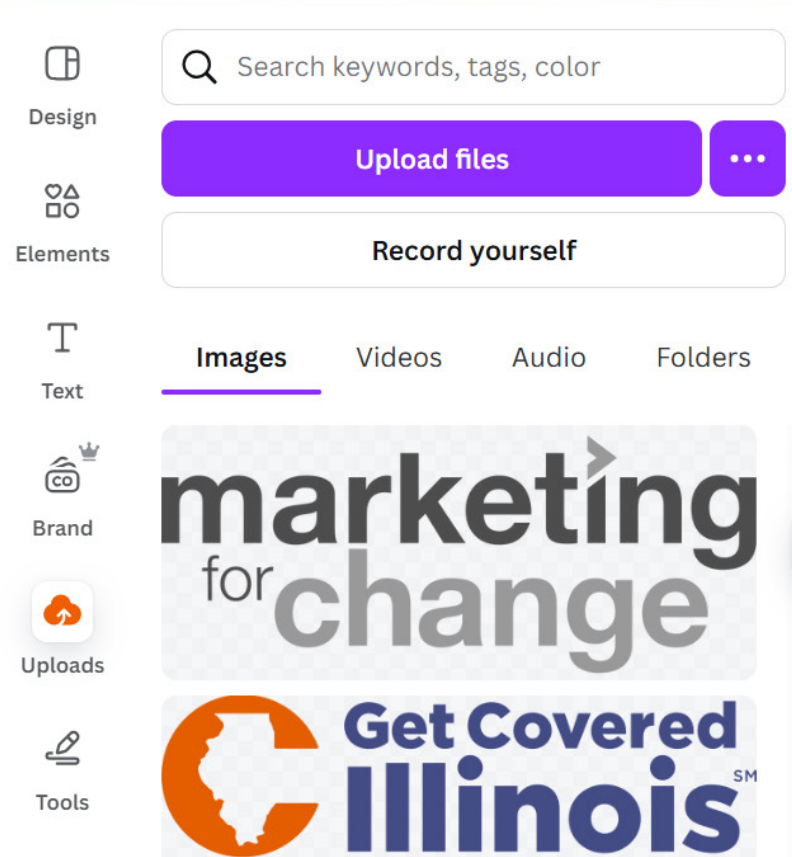 Design
Elements
Text
CO
Brand
Uploads
Tools
Search keywords, tags, color
Upload files
Record yourself
Images Videos Audio Folders
marketing
for change
Get Covered
Illinois SM